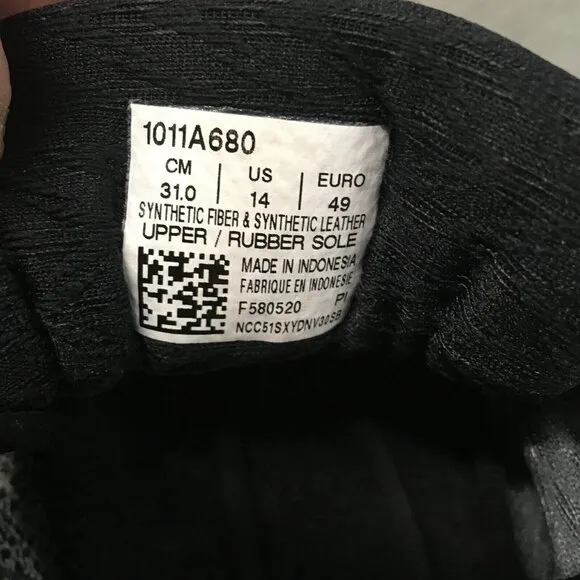 1011A680
CM | US | EURO
31.0 | 14 | 49
SYNTHETIC FIBER & SYNTHETIC LEATHER
UPPER / RUBBER SOLE
MADE IN INDONESIA
FABRIQUE EN INDONESIE
F580520 PI
NCC51SXYDNV30SB